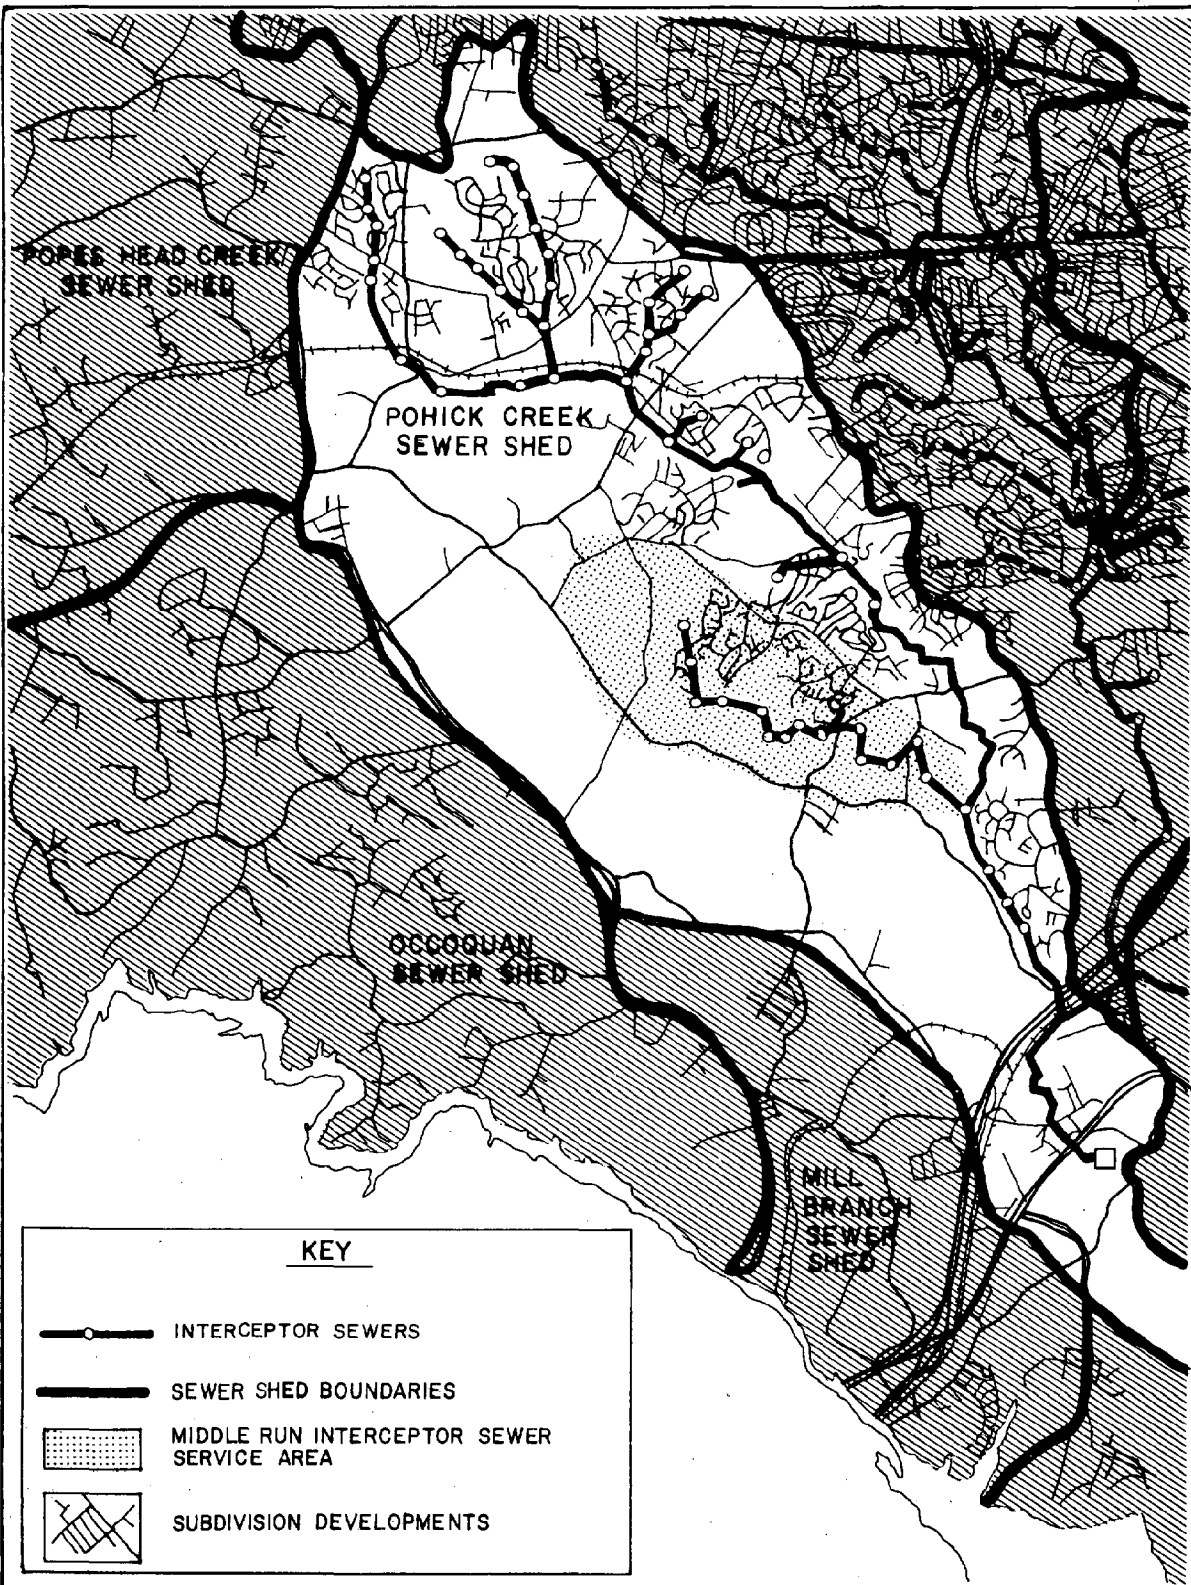 POPES HEAD CREEK
SEWER SHED
POHICK CREEK
SEWER SHED
OCCOQUAN
SEWER SHED
MILL
BRANCH
SEWER
SHED
KEY
INTERCEPTOR SEWERS
SEWER SHED BOUNDARIES
MIDDLE RUN INTERCEPTOR SEWER
SERVICE AREA
SUBDIVISION DEVELOPMENTS